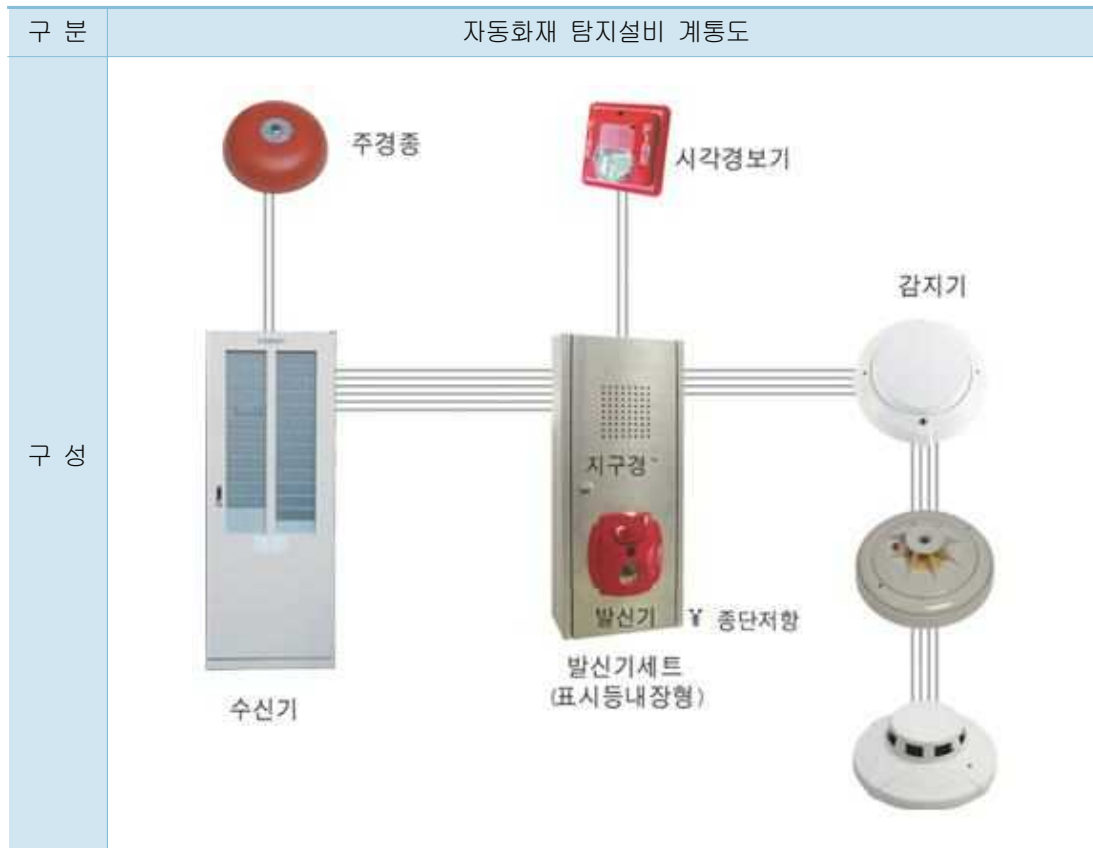 구 분
자동화재 탐지설비 계통도
구 성
주경종
시각경보기
감지기
지구경
발신기
¥ 종단저항
발신기세트
(표시등내장형)
수신기